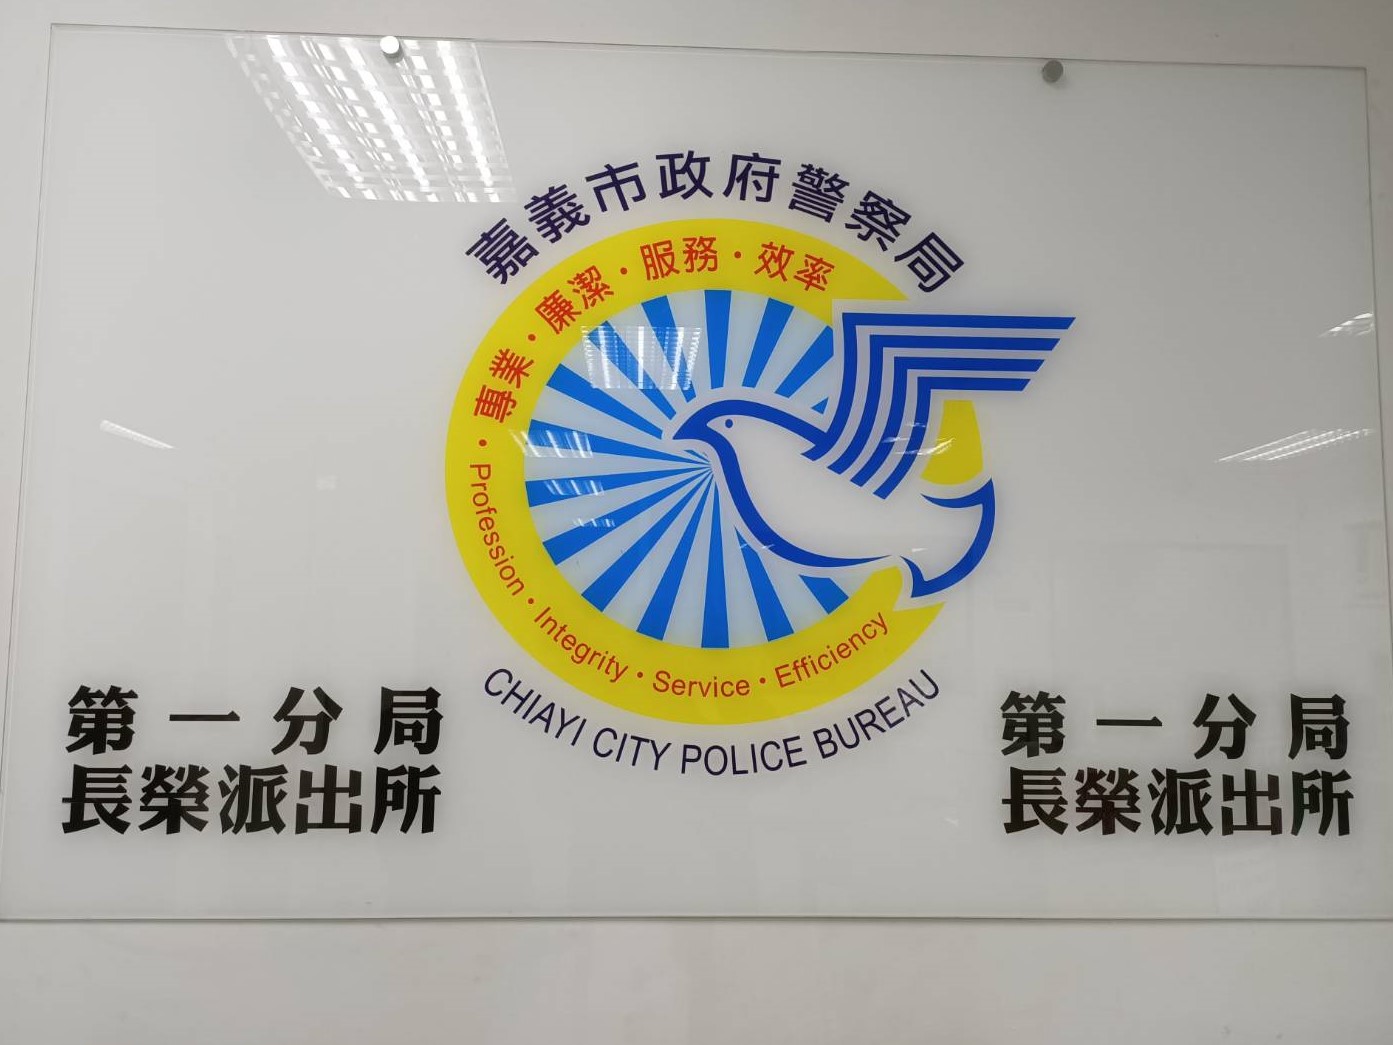 嘉義市政府警察局
專業・廉潔・服務・效率
・Profession・Integrity・Service・Efficiency
CHIAYI CITY POLICE BUREAU
第一分局
長榮派出所
第一分局
長榮派出所